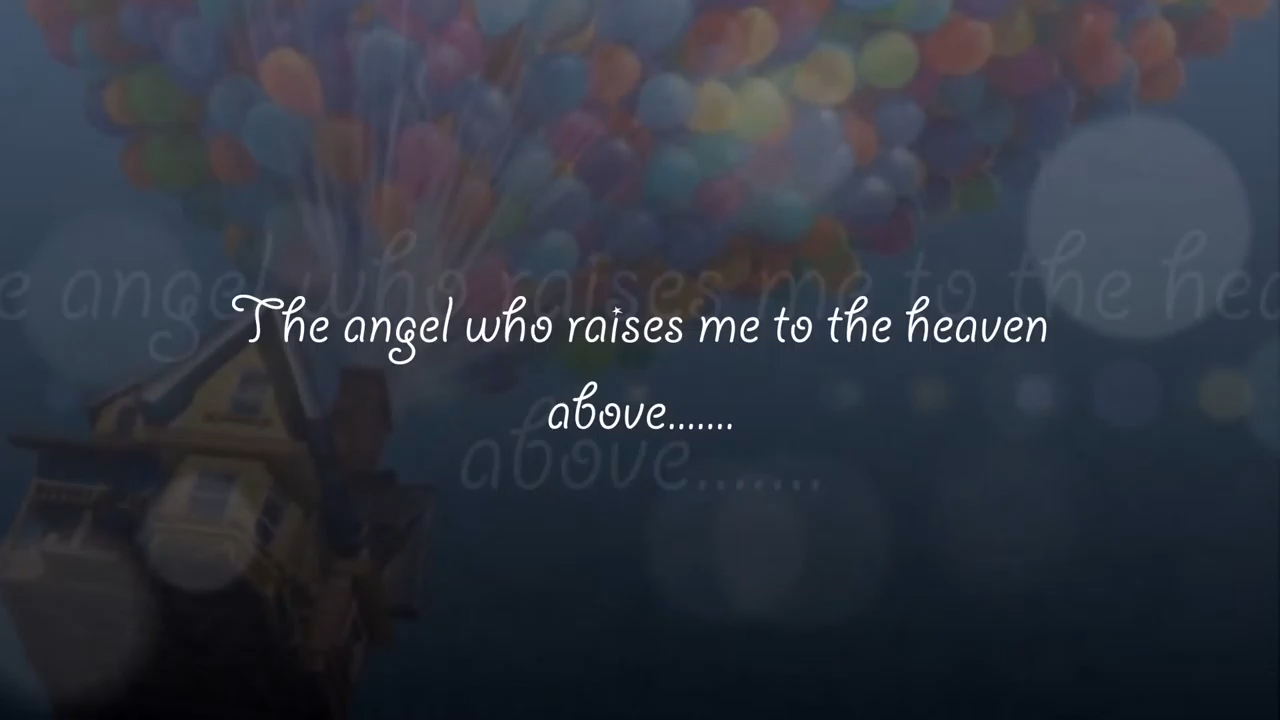 The angel who raises me to the heaven
above.......